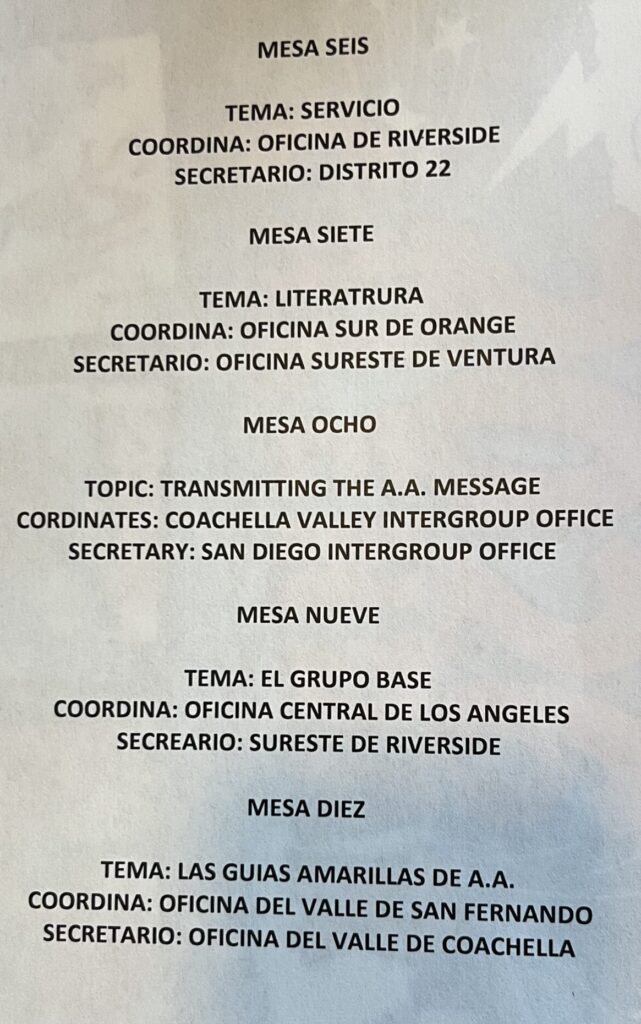 MESA SEIS
TEMA: SERVICIO
COORDINA: OFICINA DE RIVERSIDE
SECRETARIO: DISTRITO 22
MESA SIETE
TEMA: LITERATRURA
COORDINA: OFICINA SUR DE ORANGE
SECRETARIO: OFICINA SURESTE DE VENTURA
MESA OCHO
TOPIC: TRANSMITTING THE A.A. MESSAGE
CORDINATES: COACHELLA VALLEY INTERGROUP OFFICE
SECRETARY: SAN DIEGO INTERGROUP OFFICE
MESA NUEVE
TEMA: EL GRUPO BASE
COORDINA: OFICINA CENTRAL DE LOS ANGELES
SECREARIO: SURESTE DE RIVERSIDE
MESA DIEZ
TEMA: LAS GUIAS AMARILLAS DE A.A.
COORDINA: OFICINA DEL VALLE DE SAN FERNANDO
SECRETARIO: OFICINA DEL VALLE DE COACHELLA